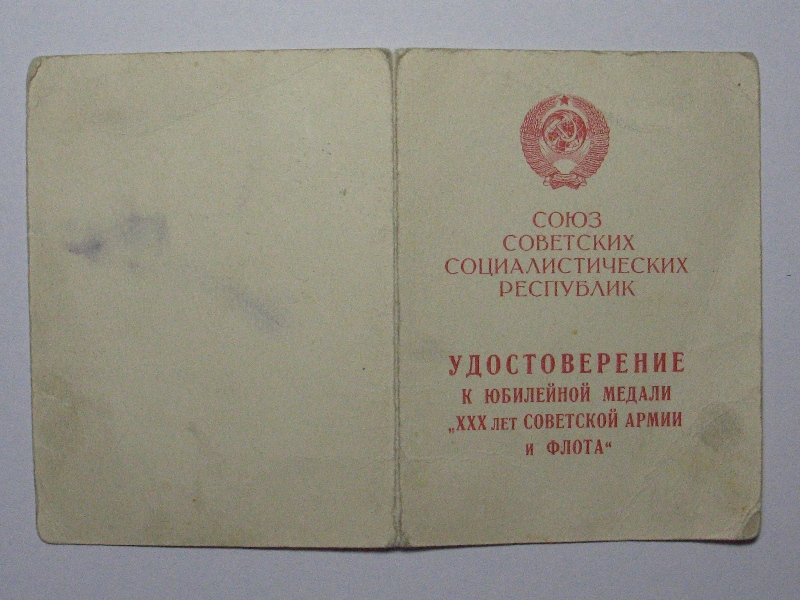 СОЮЗ
СОВЕТСКИХ
СОЦИАЛИСТИЧЕСКИХ
РЕСПУБЛИК
УДОСТОВЕРЕНИЕ
К ЮБИЛЕЙНОЙ МЕДАЛИ
„XXX ЛЕТ СОВЕТСКОЙ АРМИИ
И ФЛОТА“